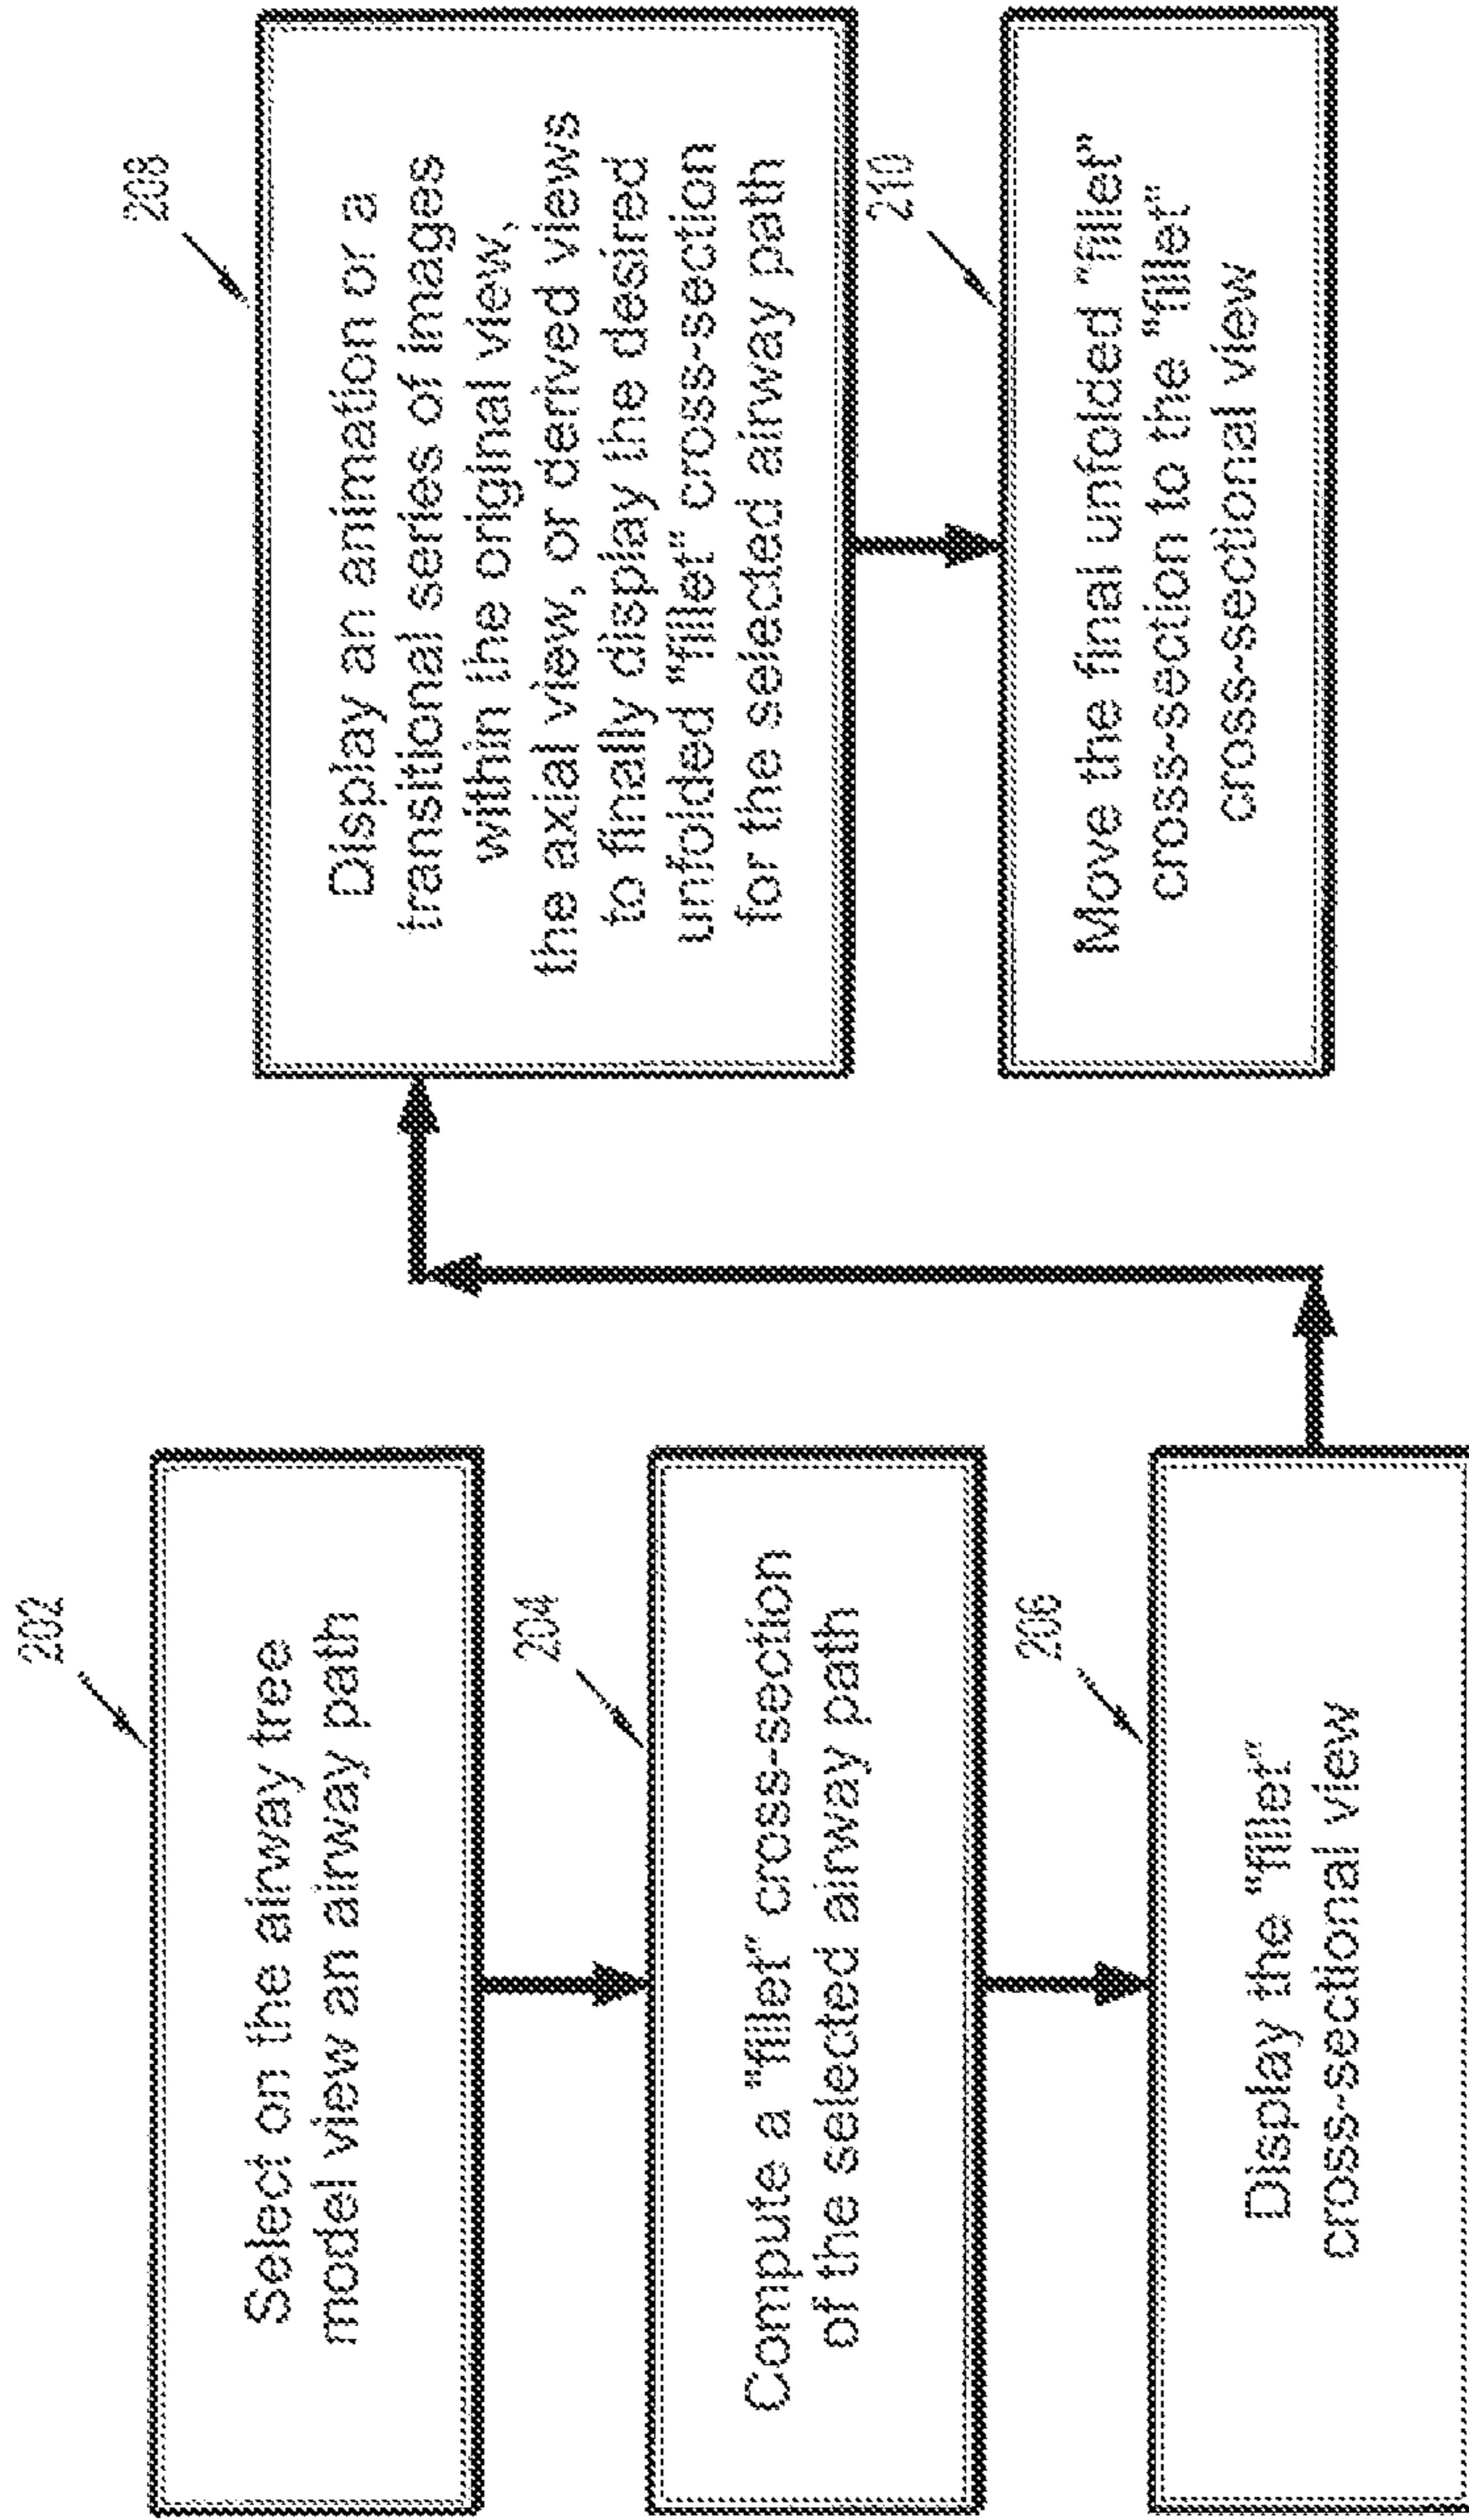 202
Select on the airway tree
model view an airway path
204
Compute a "fillet" cross-section
of the selected airway path
206
Display the "fillet"
cross-sectional view
208
Display an animation or a
transitional series of images
within the original view,
the axial view, or derived views
to finally display the desired
unfolded "fillet" cross-section
for the selected airway path
210
Move the final unfolded "fillet"
cross-section to the "fillet"
cross-sectional view